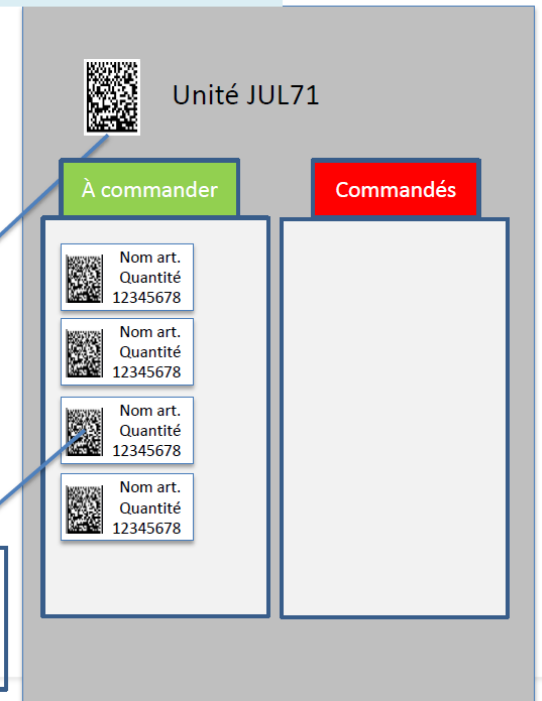 Unité JUL71
À commander
Commandés
Nom art.
Quantité
12345678
Nom art.
Quantité
12345678
Nom art.
Quantité
12345678
Nom art.
Quantité
12345678